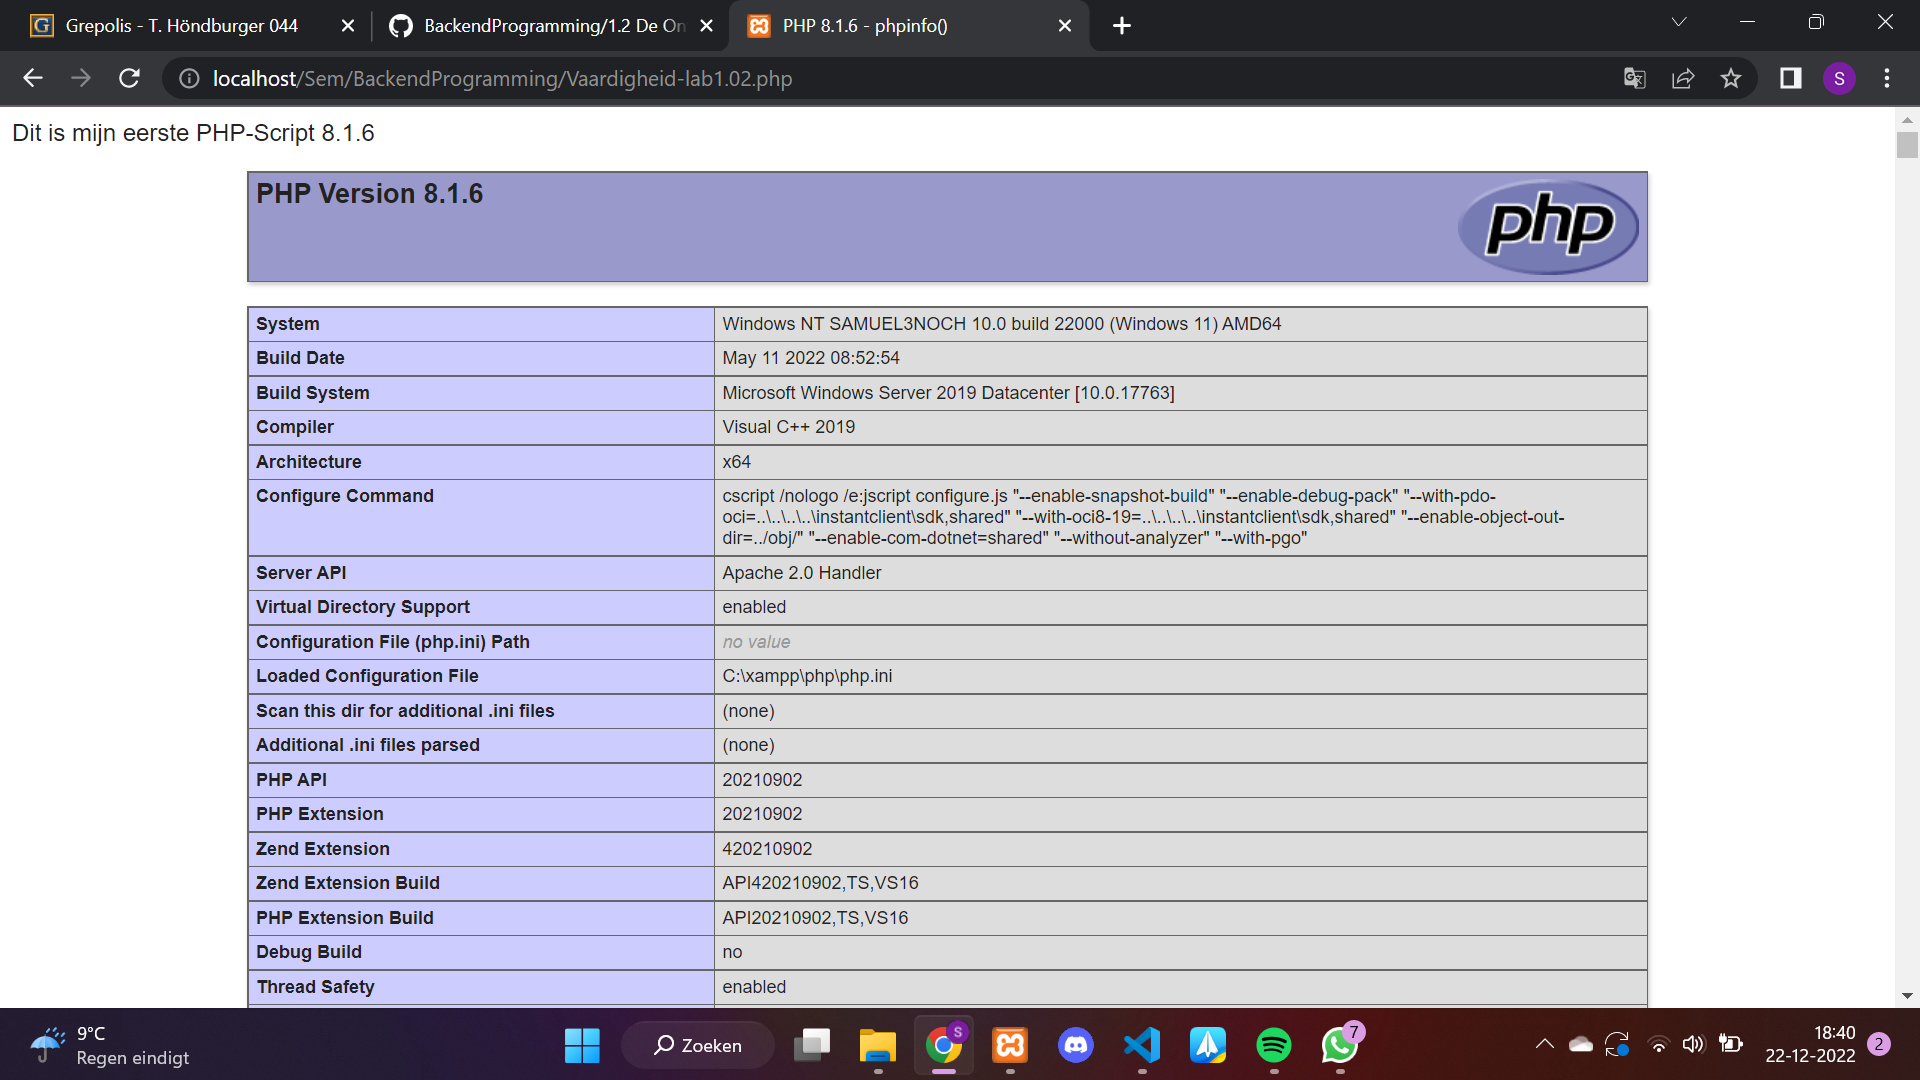 Grepolis - T. Höndburger 044
BackendProgramming/1.2 De On
PHP 8.1.6 - phpinfo()
localhost/Sem/BackendProgramming/Vaardigheid-lab1.02.php
S
Dit is mijn eerste PHP-Script 8.1.6
PHP Version 8.1.6
php
System Windows NT SAMUEL3NOCH 10.0 build 22000 (Windows 11) AMD64
Build Date May 11 2022 08:52:54
Build System Microsoft Windows Server 2019 Datacenter [10.0.17763]
Compiler Visual C++ 2019
Architecture x64
Configure Command cscript /nologo /e:jscript configure.js "--enable-snapshot-build" "--enable-debug-pack" "--with-pdo-
oci=..\..\..\..\instantclient\sdk,shared" "--with-oci8-19=..\..\..\..\instantclient\sdk,shared" "--enable-object-out-
dir=../obj/" "--enable-com-dotnet=shared" "--without-analyzer" "--with-pgo"
Server API Apache 2.0 Handler
Virtual Directory Support enabled
Configuration File (php.ini) Path no value
Loaded Configuration File C:\xampp\php\php.ini
Scan this dir for additional .ini files (none)
Additional .ini files parsed (none)
PHP API 20210902
PHP Extension 20210902
Zend Extension 420210902
Zend Extension Build API420210902,TS,VS16
PHP Extension Build API20210902,TS,VS16
Debug Build no
Thread Safety enabled
9°C
Regen eindigt
Zoeken
S
7
18:40
22-12-2022
2